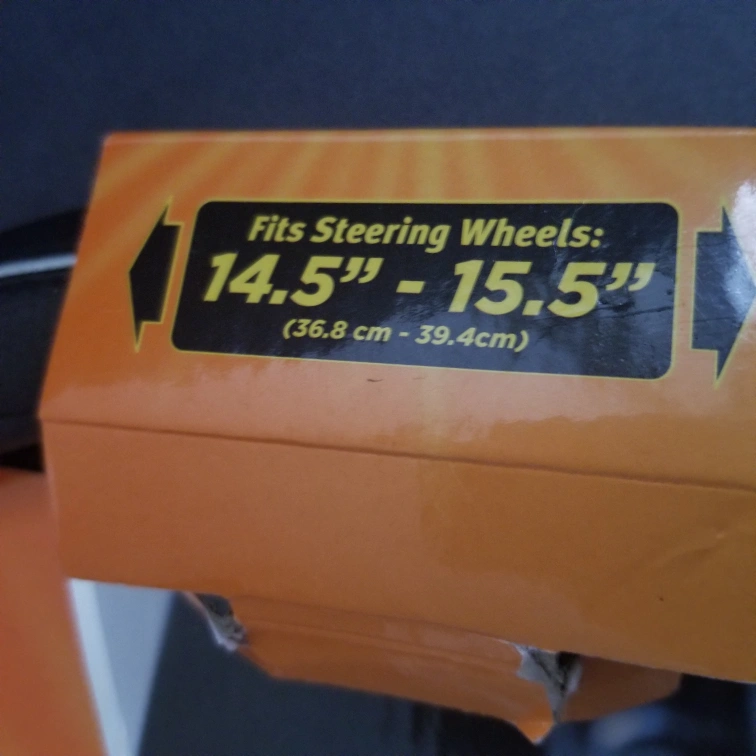 Fits Steering Wheels:
14.5” - 15.5”
(36.8 cm - 39.4cm)